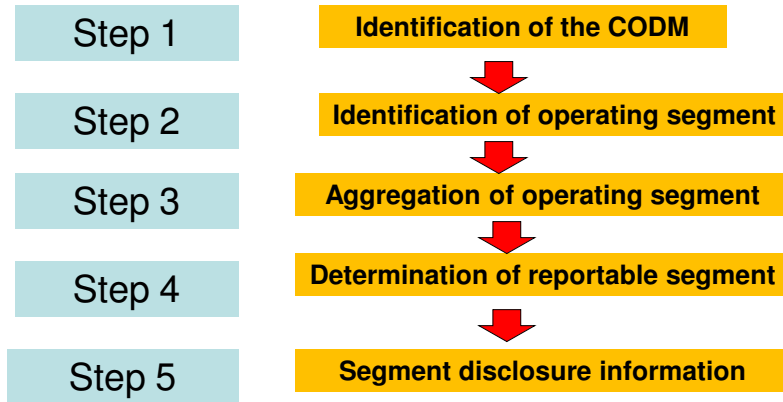 Step 1
Identification of the CODM
Step 2
Identification of operating segment
Step 3
Aggregation of operating segment
Step 4
Determination of reportable segment
Step 5
Segment disclosure information